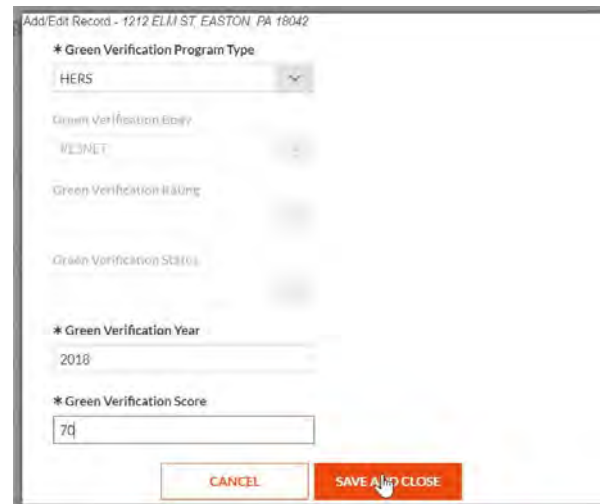 Add/Edit Record - 1212 ELM ST, EASTON, PA 18042
* Green Verification Program Type
HERS
Green Verification Body
RESNET
Green Verification Rating
Green Verification Status
* Green Verification Year
2018
* Green Verification Score
70
CANCEL
SAVE AND CLOSE